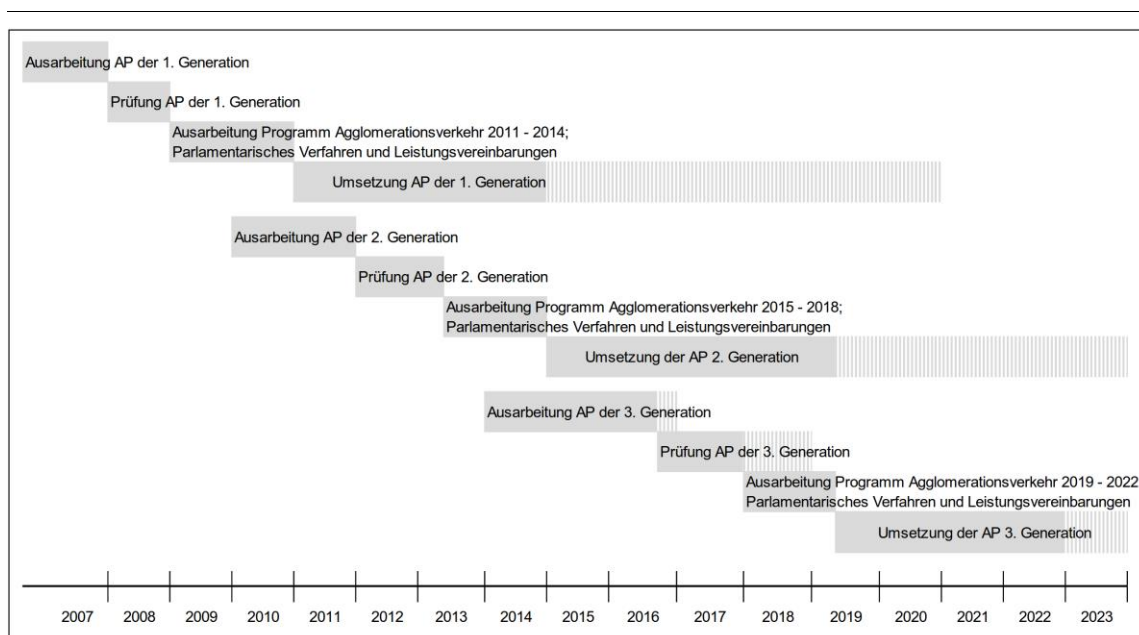 Ausarbeitung AP der 1. Generation
Prüfung AP der 1. Generation
Ausarbeitung Programm Agglomerationsverkehr 2011 - 2014;
Parlamentarisches Verfahren und Leistungsvereinbarungen
Umsetzung AP der 1. Generation
Ausarbeitung AP der 2. Generation
Prüfung AP der 2. Generation
Ausarbeitung Programm Agglomerationsverkehr 2015 - 2018;
Parlamentarisches Verfahren und Leistungsvereinbarungen
Umsetzung der AP 2. Generation
Ausarbeitung AP der 3. Generation
Prüfung AP der 3. Generation
Ausarbeitung Programm Agglomerationsverkehr 2019 - 2022
Parlamentarisches Verfahren und Leistungsvereinbarungen
Umsetzung der AP 3. Generation
2007 2008 2009 2010 2011 2012 2013 2014 2015 2016 2017 2018 2019 2020 2021 2022 2023